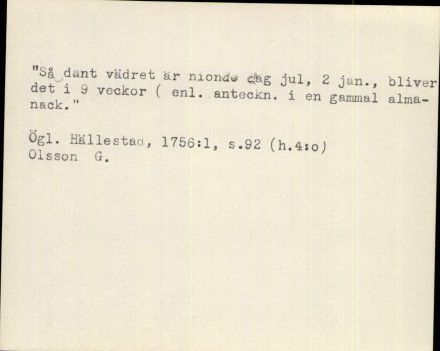 "Så dant vädret är nionde dag jul, 2 jan., bliver
det i 9 veckor ( enl. anteckn. i en gammal alma-
nack."
Ögl. Hällestad, 1756:1, s.92 (h.4:o)
Olsson G.